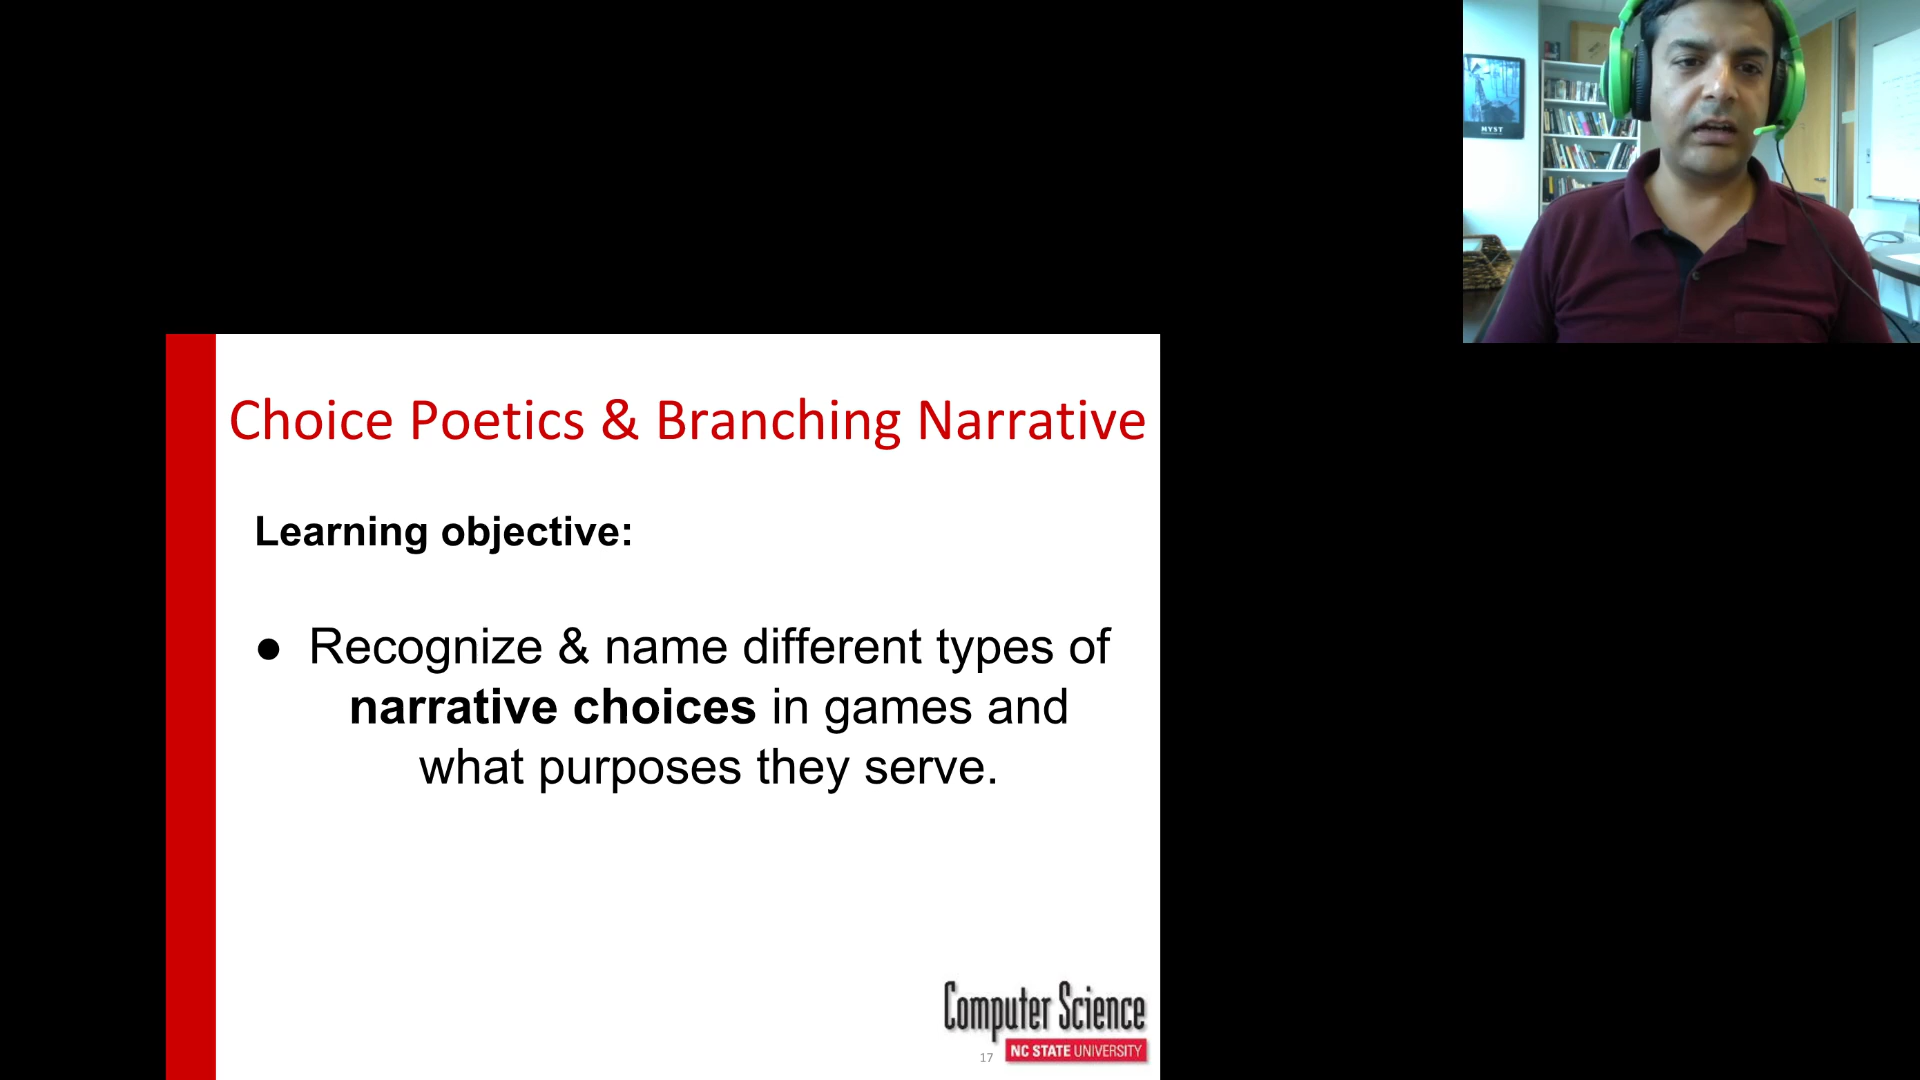 MYST
Choice Poetics & Branching Narrative
Learning objective:
● Recognize & name different types of
narrative choices in games and
what purposes they serve.
Computer Science
17
NC STATE UNIVERSITY